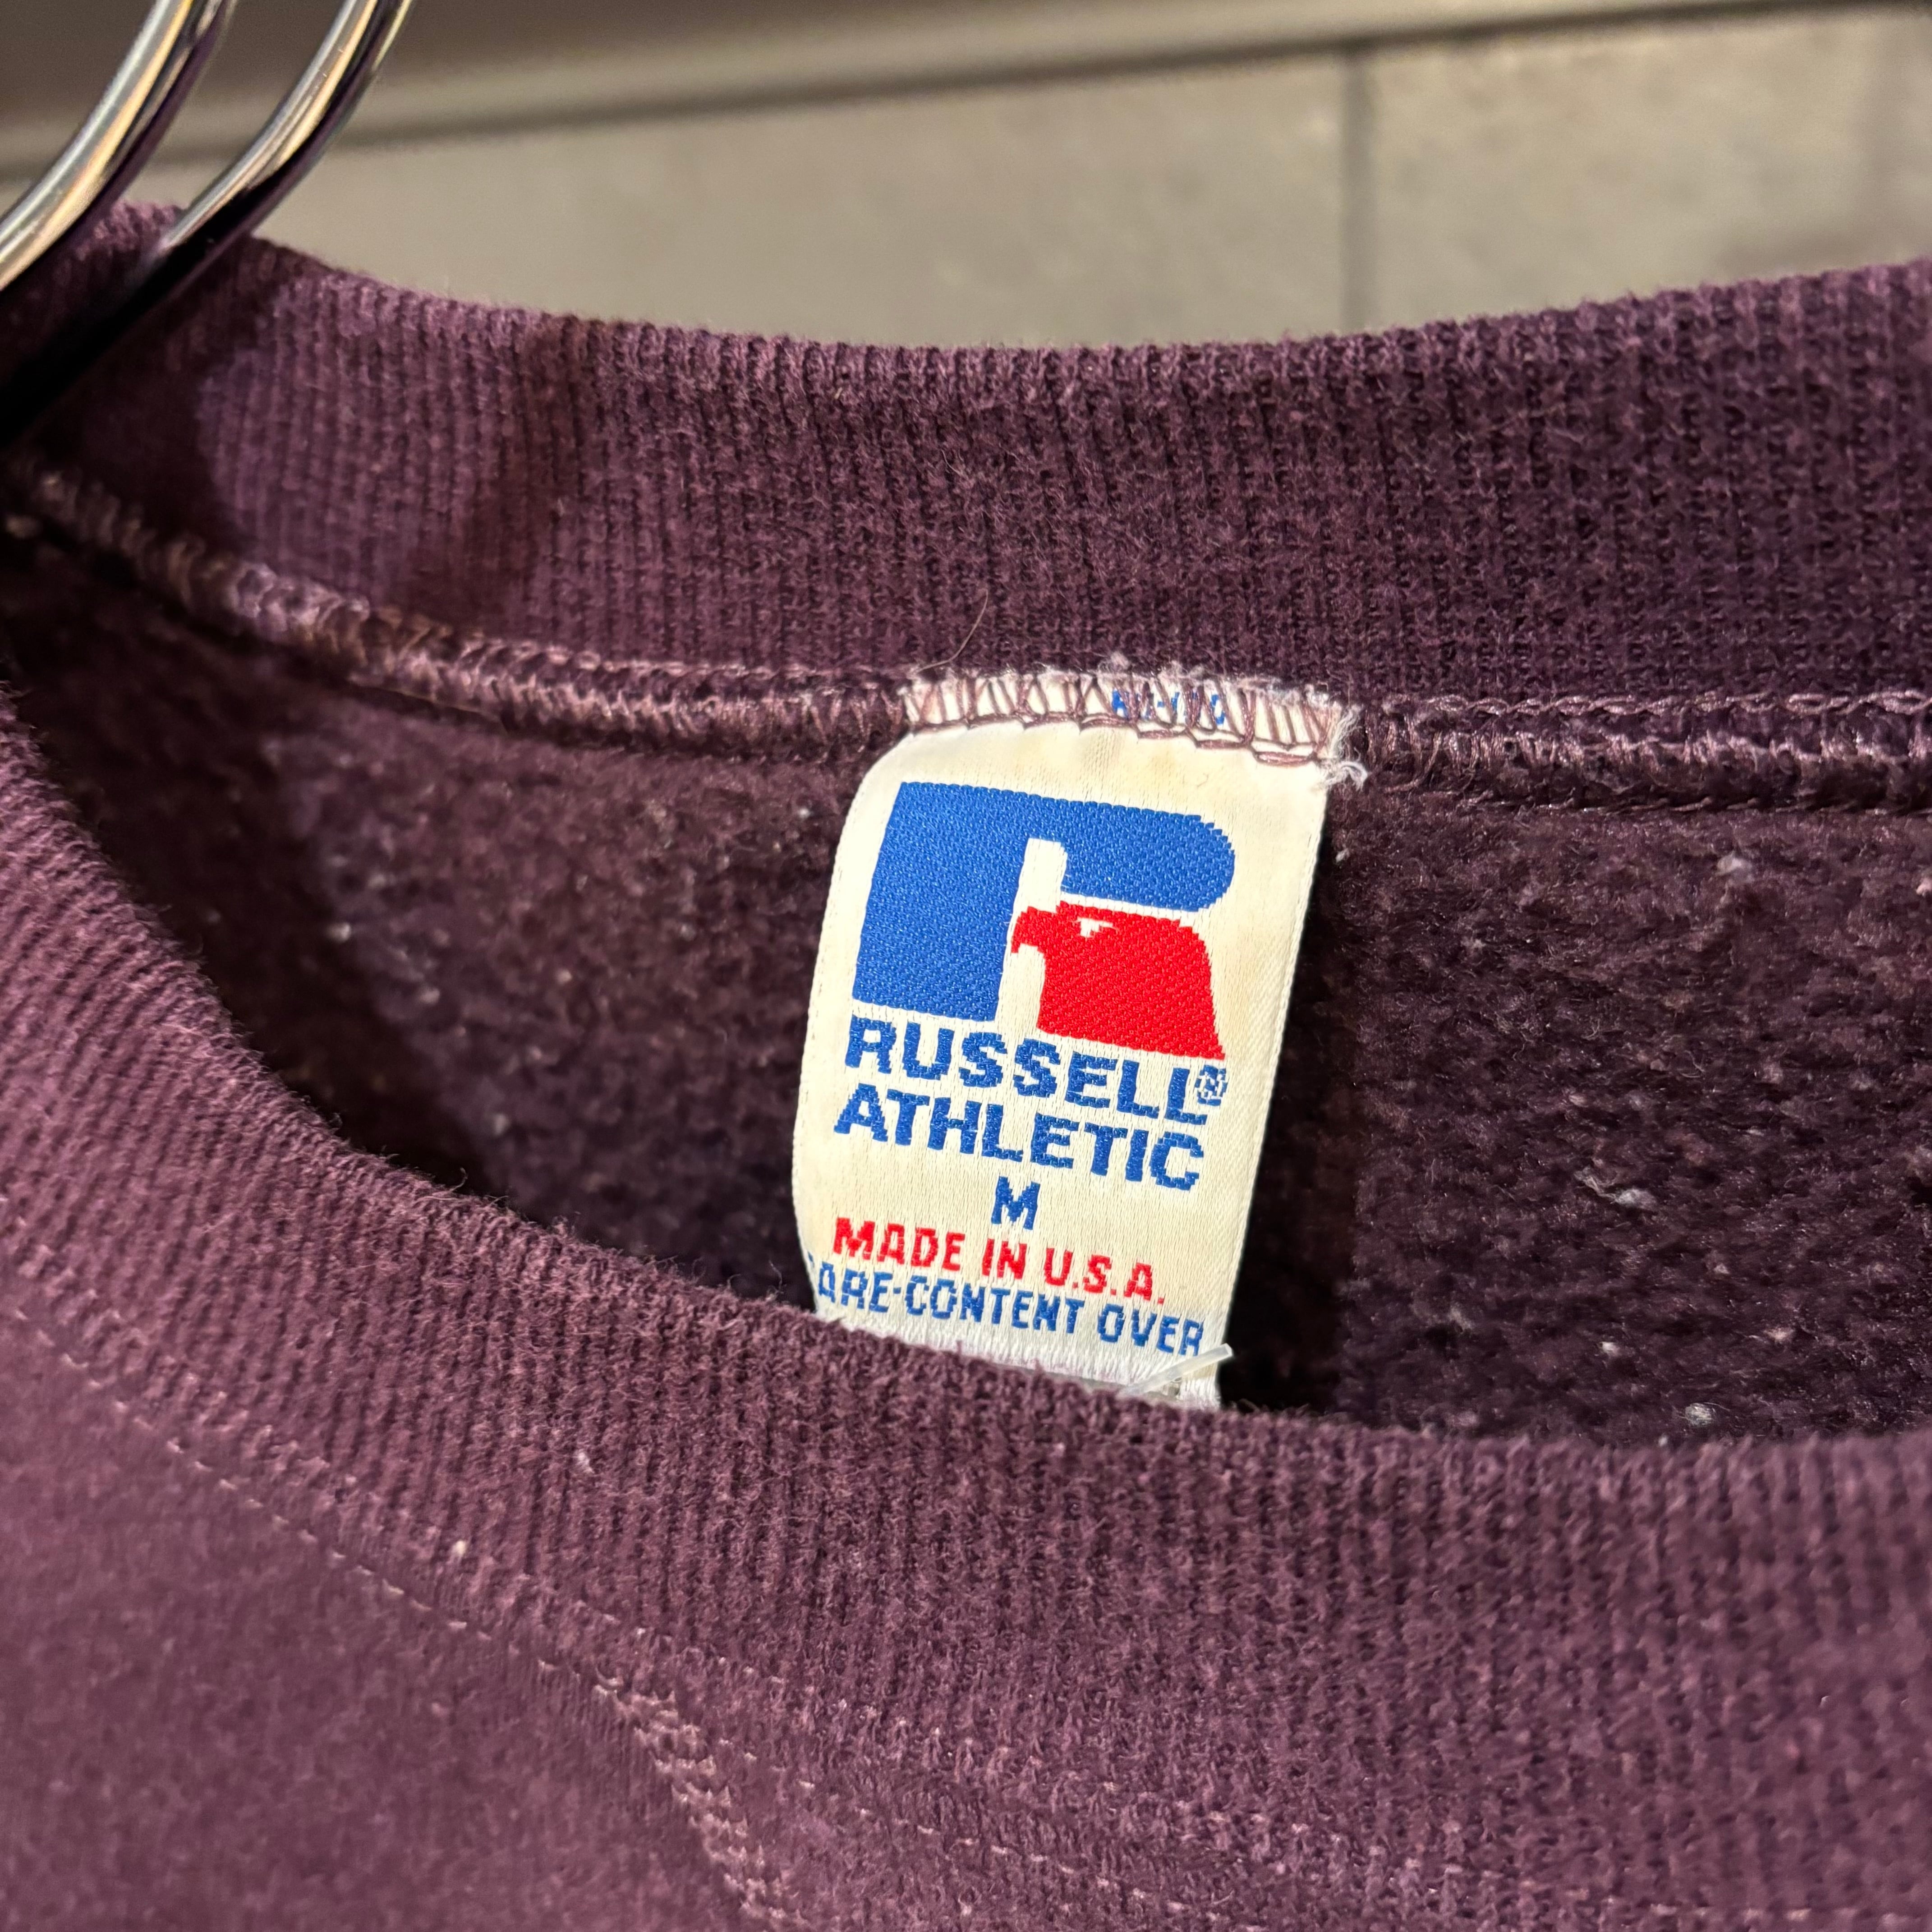 RUSSELL®
ATHLETIC
M
MADE IN U.S.A.
CARE-CONTENT OVER